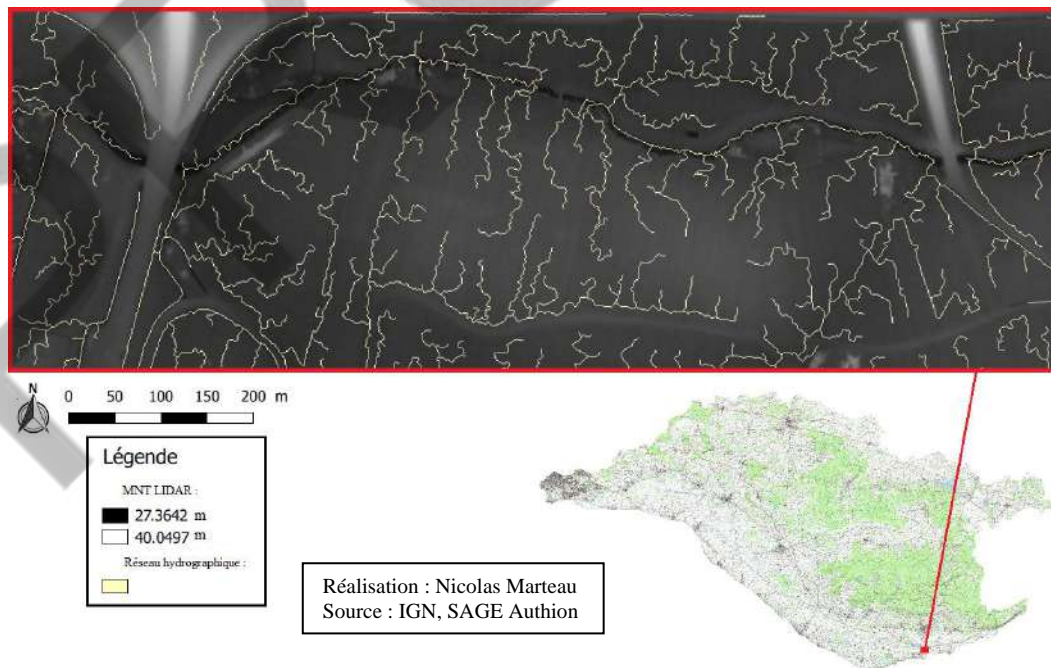 N
0 50 100 150 200 m
Légende
MNT LIDAR :
27.3642 m
40.0497 m
Réseau hydrographique :
Réalisation : Nicolas Marteau
Source : IGN, SAGE Authion